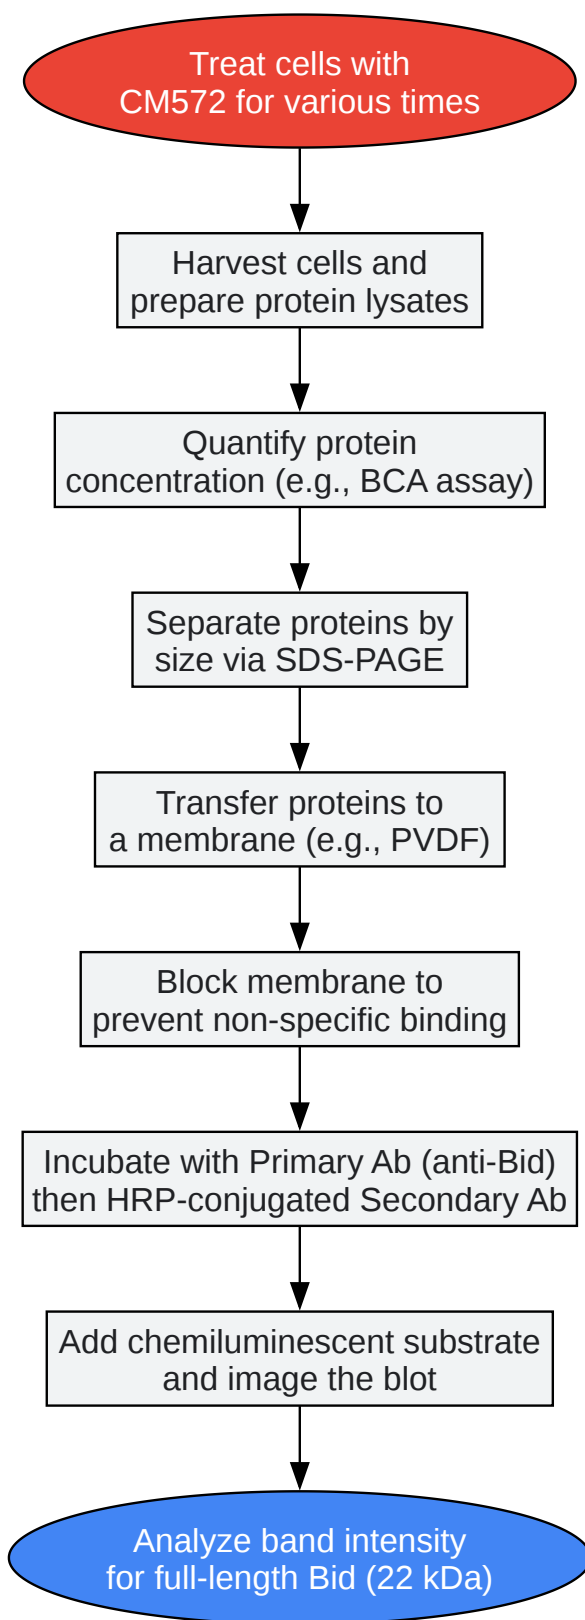 Treat cells with
CM572 for various times
Harvest cells and
prepare protein lysates
Quantify protein
concentration (e.g., BCA assay)
Separate proteins by
size via SDS-PAGE
Transfer proteins to
a membrane (e.g., PVDF)
Block membrane to
prevent non-specific binding
Incubate with Primary Ab (anti-Bid)
then HRP-conjugated Secondary Ab
Add chemiluminescent substrate
and image the blot
Analyze band intensity
for full-length Bid (22 kDa)